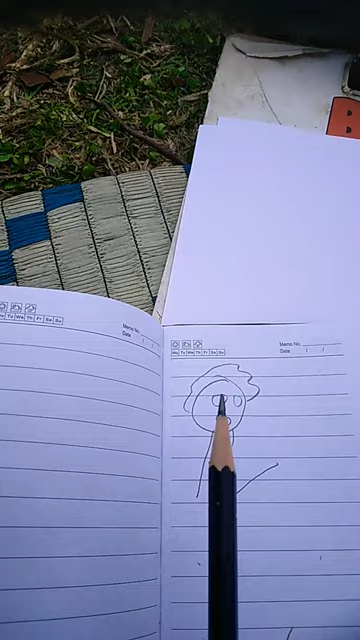 Mo Tu We Th Fr Sa Su
Memo No.
Date / /
Mo Tu We Th Fr Sa Su
Memo No.
Date / /